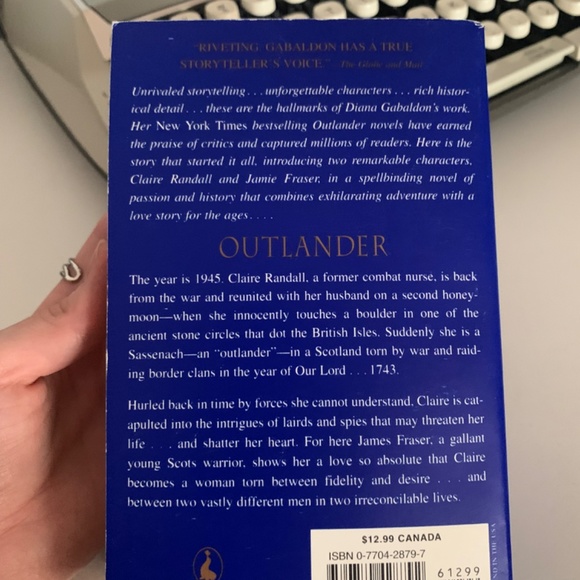 "RIVETING. GABALDON HAS A TRUE
STORYTELLER'S VOICE." —The Globe and Mail
Unrivaled storytelling . . . unforgettable characters . . . rich histor-
ical detail . . . these are the hallmarks of Diana Gabaldon's work.
Her New York Times bestselling Outlander novels have earned
the praise of critics and captured millions of readers. Here is
the story that started it all, introducing two remarkable characters,
Claire Randall and Jamie Fraser, in a spellbinding novel of
passion and history that combines exhilarating adventure with a
love story for the ages . . . .
OUTLANDER
The year is 1945. Claire Randall, a former combat nurse, is back
from the war and reunited with her husband on a second honey-
moon—when she innocently touches a boulder in one of the
ancient stone circles that dot the British Isles. Suddenly she is a
Sassenach—an "outlander"—in a Scotland torn by war and raid-
ing border clans in the year of Our Lord . . . 1743.
Hurled back in time by forces she cannot understand, Claire is cat-
apulted into the intrigues of lairds and spies that may threaten her
life . . . and shatter her heart. For here James Fraser, a gallant
young Scots warrior, shows her a love so absolute that Claire
becomes a woman torn between fidelity and desire . . . and
between two vastly different men in two irreconcilable lives.
$12.99 CANADA
ISBN 0-7704-2879-7
61299